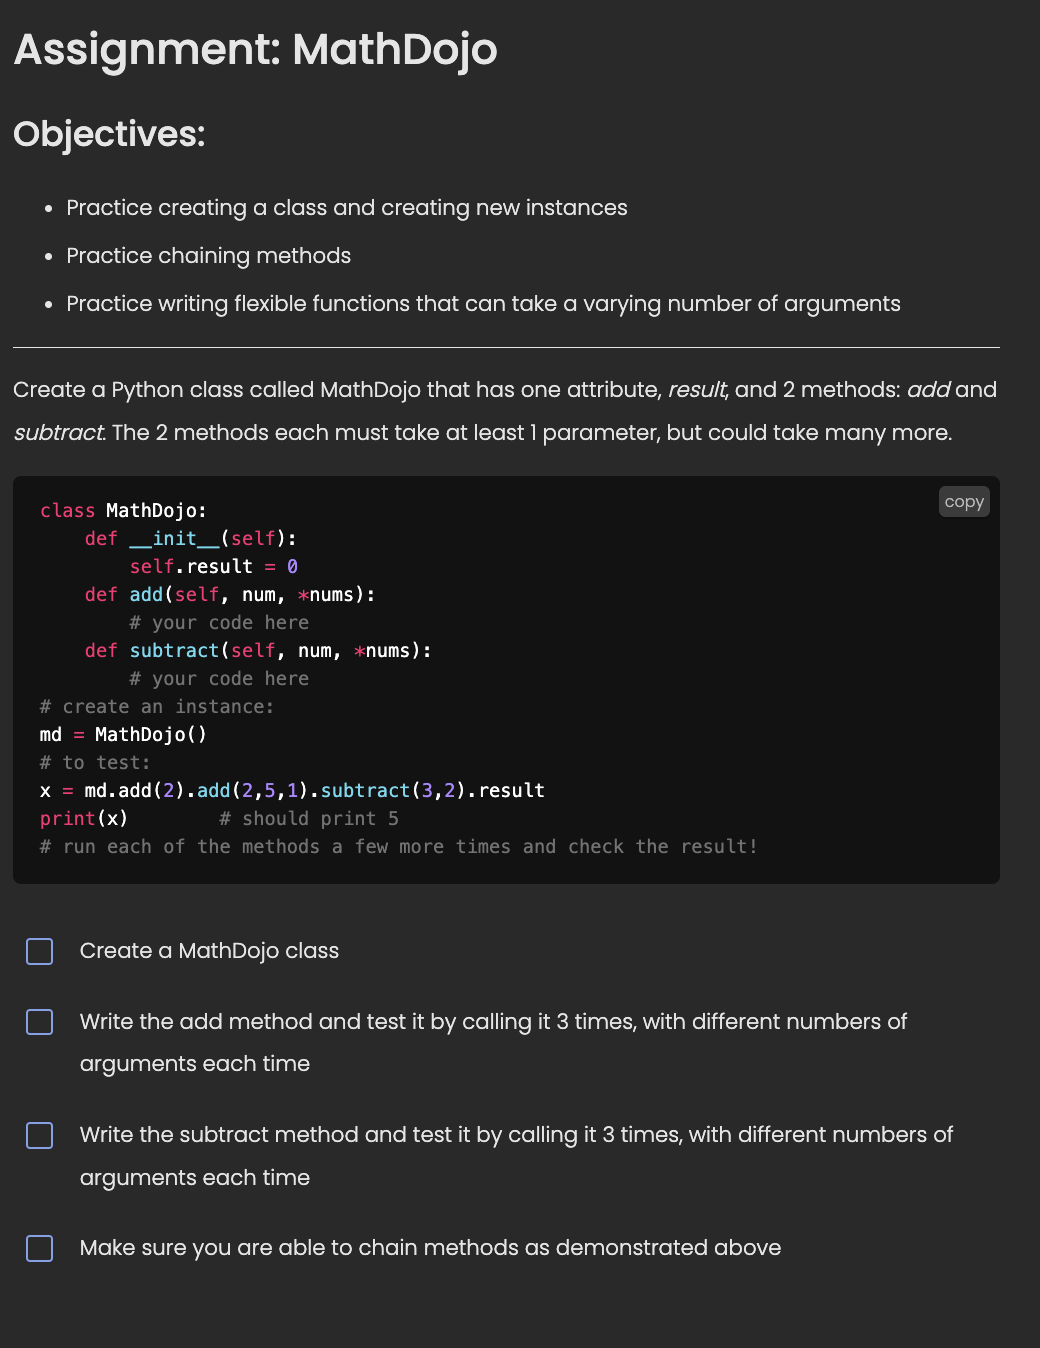 Assignment: MathDojo
Objectives:
• Practice creating a class and creating new instances
• Practice chaining methods
• Practice writing flexible functions that can take a varying number of arguments
Create a Python class called MathDojo that has one attribute, result, and 2 methods: add and
subtract. The 2 methods each must take at least 1 parameter, but could take many more.
copy
class MathDojo:
    def __init__(self):
        self.result = 0
    def add(self, num, *nums):
        # your code here
    def subtract(self, num, *nums):
        # your code here
# create an instance:
md = MathDojo()
# to test:
x = md.add(2).add(2,5,1).subtract(3,2).result
print(x)        # should print 5
# run each of the methods a few more times and check the result!
Create a MathDojo class
Write the add method and test it by calling it 3 times, with different numbers of
arguments each time
Write the subtract method and test it by calling it 3 times, with different numbers of
arguments each time
Make sure you are able to chain methods as demonstrated above